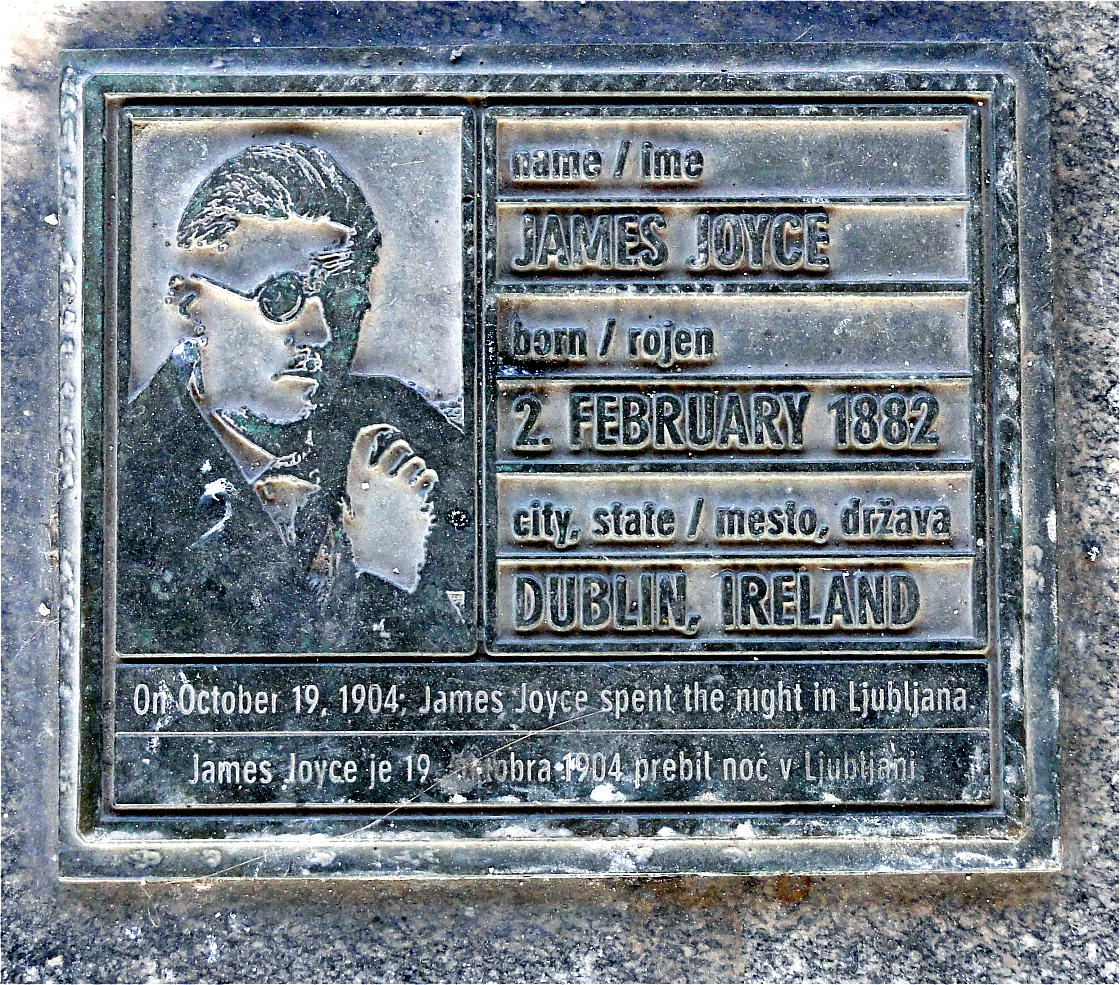 name / ime
JAMES JOYCE
born / rojen
2. FEBRUARY 1882
city, state / mesto, država
DUBLIN, IRELAND
On October 19, 1904, James Joyce spent the night in Ljubljana.
James Joyce je 19. oktobra 1904 prebil noč v Ljubljani